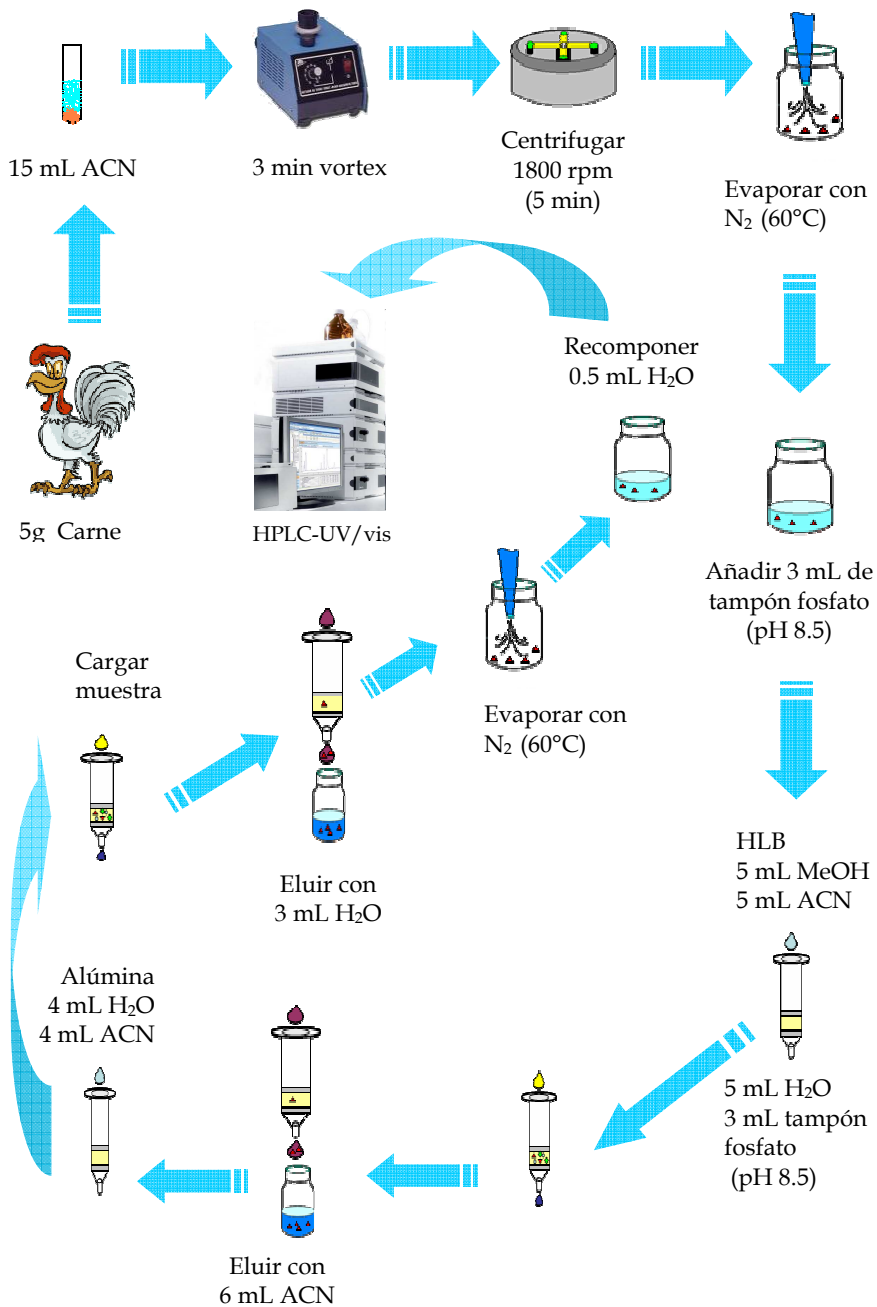 15 mL ACN
3 min vortex
Centrifugar
1800 rpm
(5 min)
Evaporar con
N₂ (60°C)
5g Carne
HPLC-UV/vis
Recomponer
0.5 mL H₂O
Añadir 3 mL de
tampón fosfato
(pH 8.5)
Cargar
muestra
Eluir con
3 mL H₂O
Evaporar con
N₂ (60°C)
HLB
5 mL MeOH
5 mL ACN
5 mL H₂O
3 mL tampón
fosfato
(pH 8.5)
Eluir con
6 mL ACN
Alúmina
4 mL H₂O
4 mL ACN